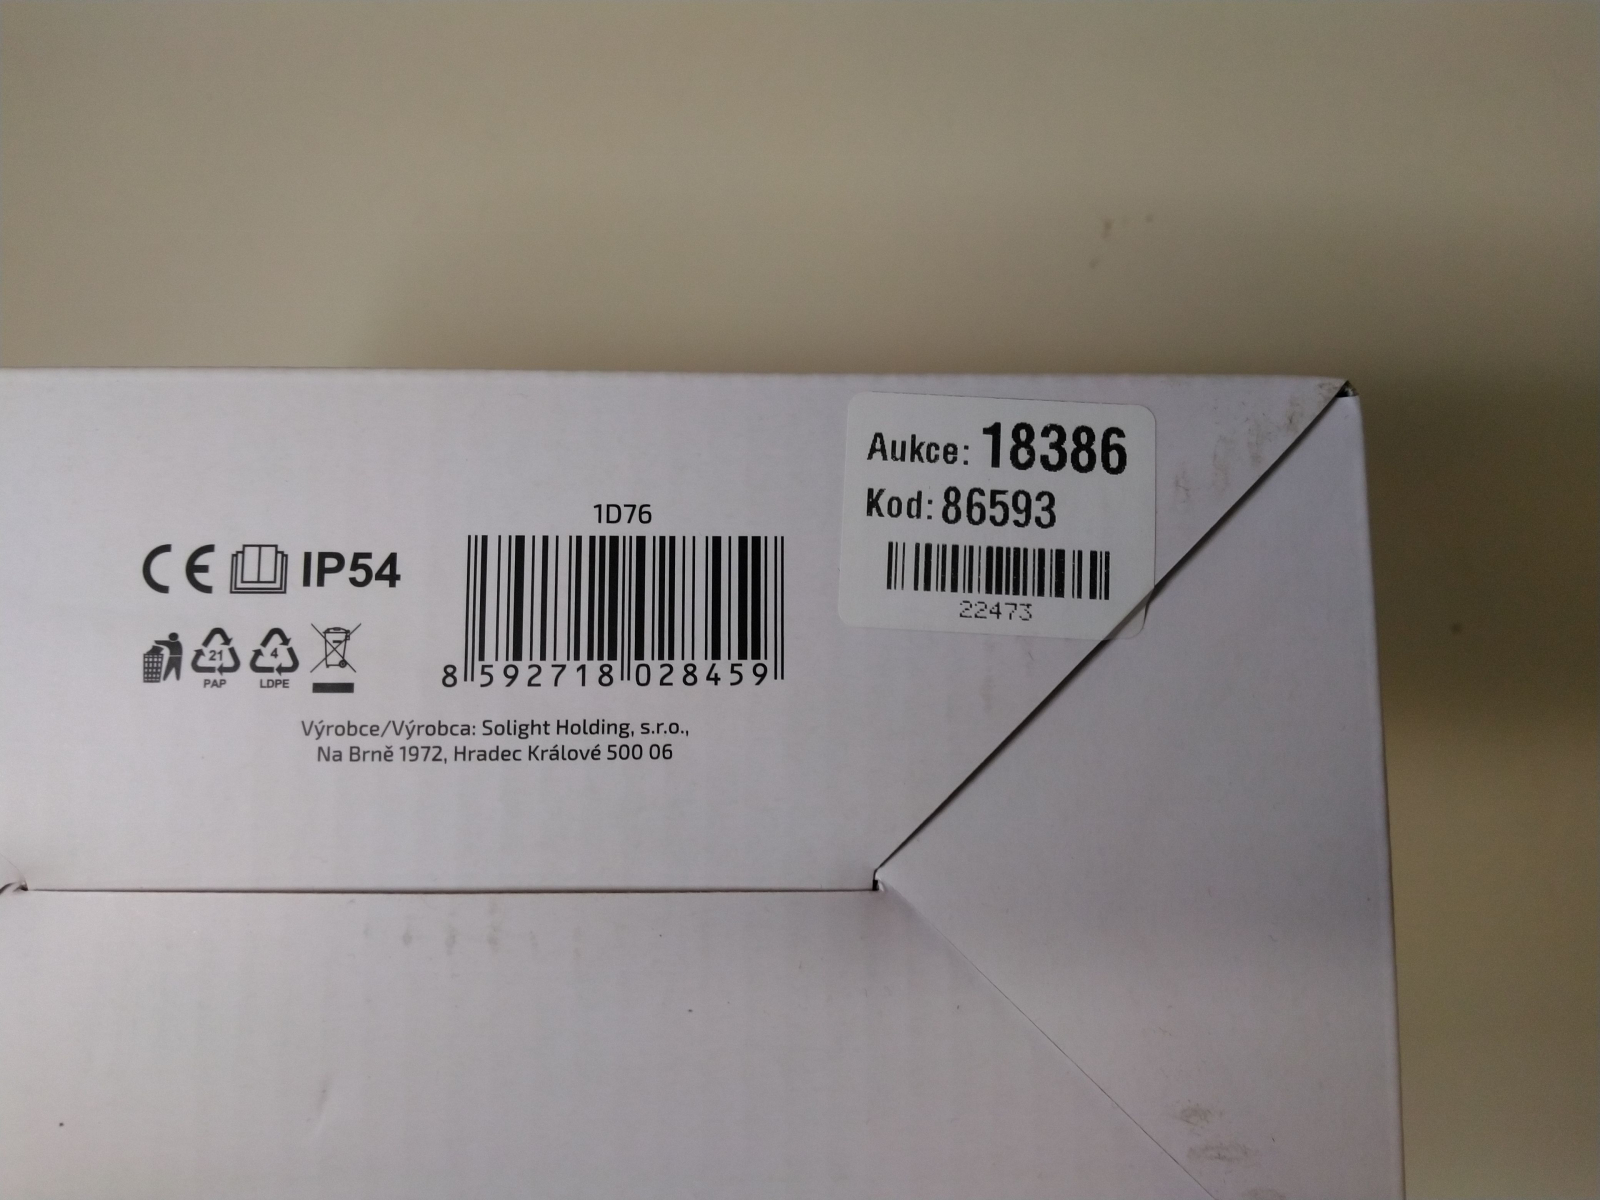 Aukce: 18386
Kod: 86593
22473
1D76
CE IP54
21
PAP
4
LDPE
8 592718 028459
Výrobce/Výrobca: Solight Holding, s.r.o.,
Na Brně 1972, Hradec Králové 500 06